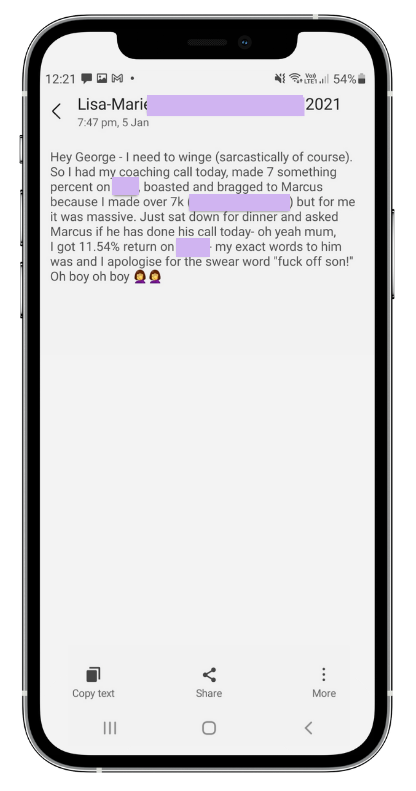 12:21 54%
Lisa-Marie 2021
7:47 pm, 5 Jan
Hey George - I need to winge (sarcastically of course).
So I had my coaching call today, made 7 something
percent on , boasted and bragged to Marcus
because I made over 7k ( ) but for me
it was massive. Just sat down for dinner and asked
Marcus if he has done his call today- oh yeah mum,
I got 11.54% return on - my exact words to him
was and I apologise for the swear word "fuck off son!"
Oh boy oh boy 🤦‍♀️🤦‍♀️
Copy text Share More